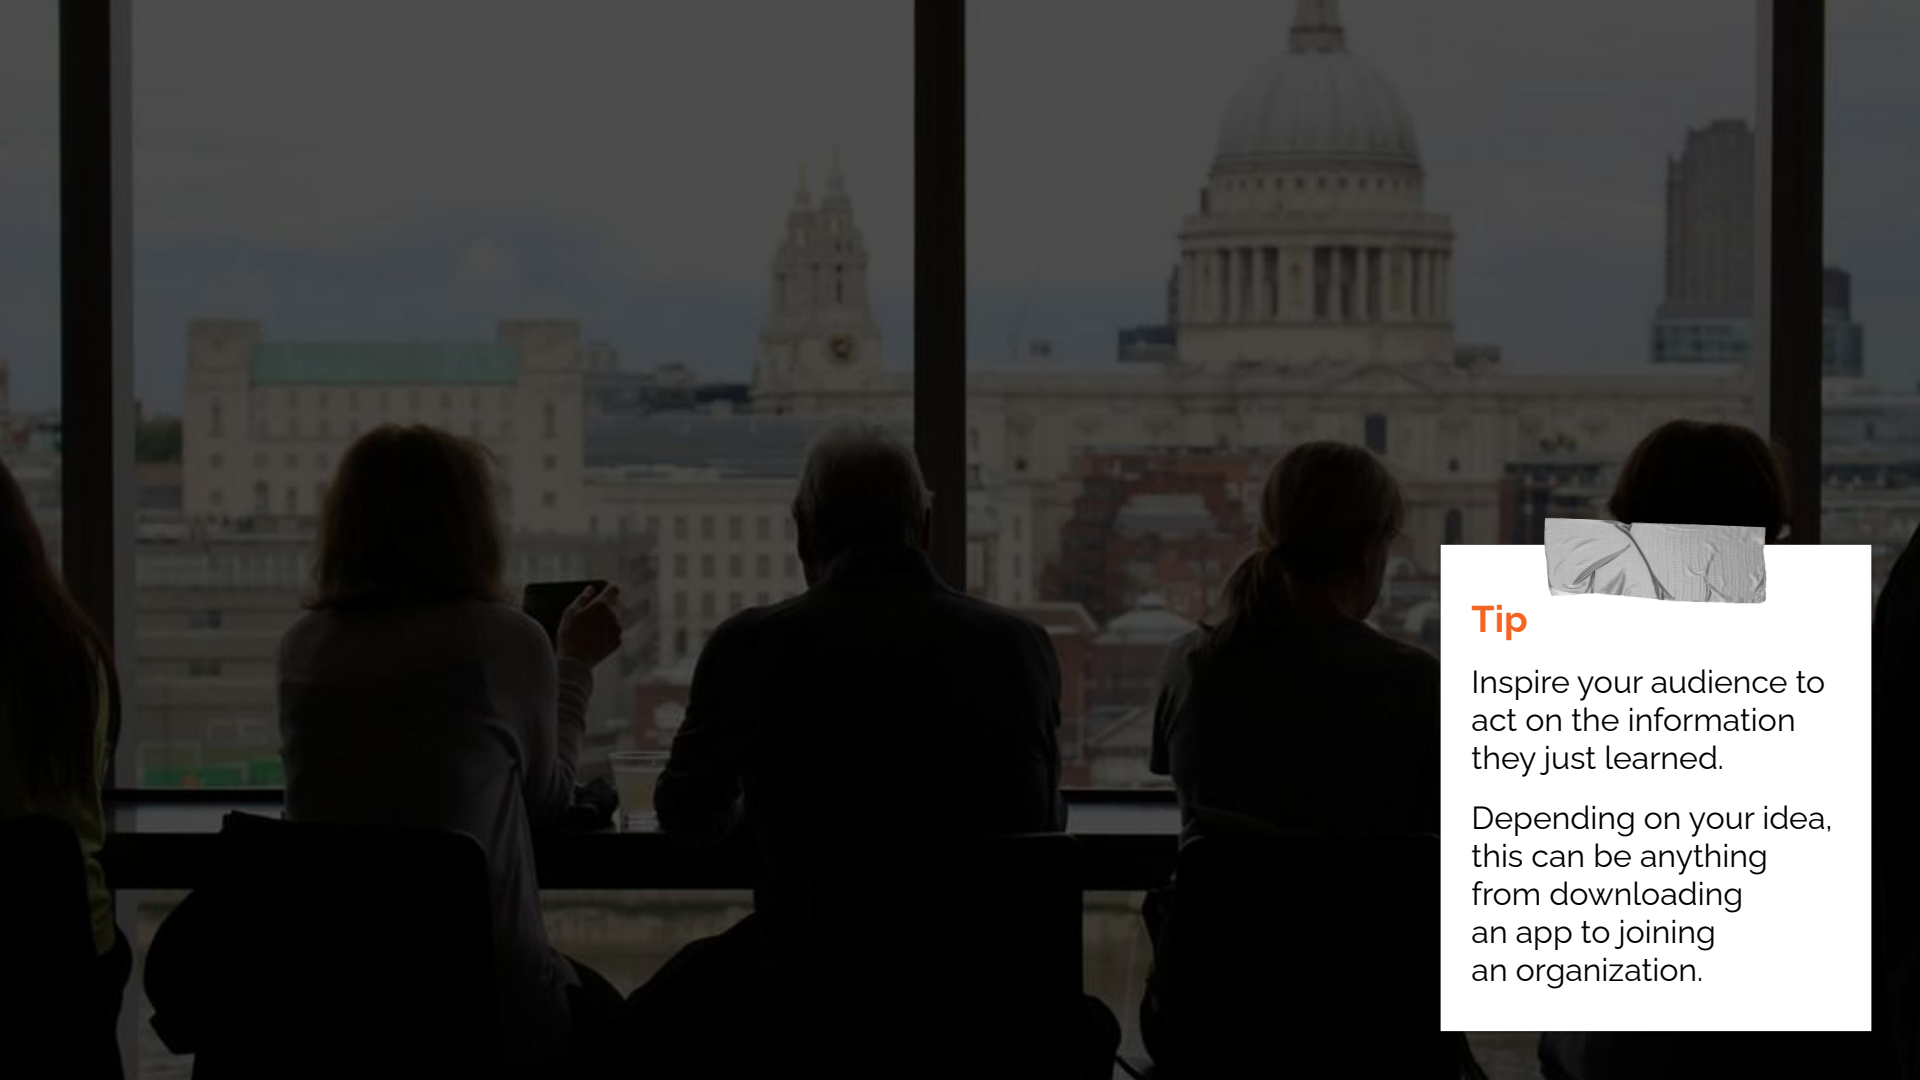 Tip
Inspire your audience to
act on the information
they just learned.
Depending on your idea,
this can be anything
from downloading
an app to joining
an organization.